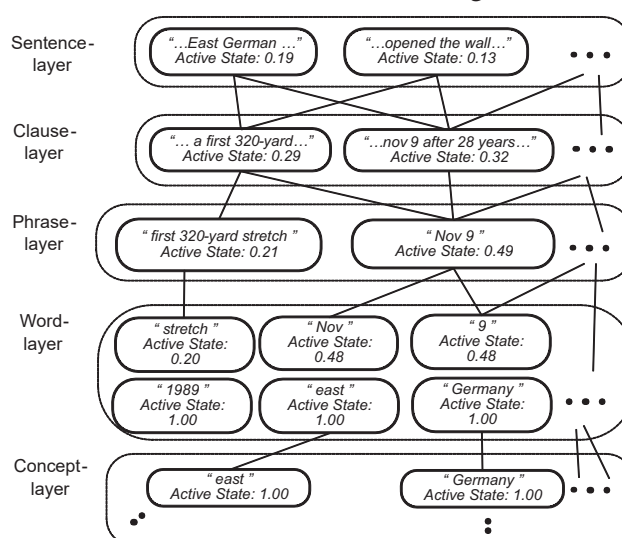 Sentence-
layer
“…East German …”
Active State: 0.19
“…opened the wall…”
Active State: 0.13
Clause-
layer
“… a first 320-yard…”
Active State: 0.29
“…nov 9 after 28 years…”
Active State: 0.32
Phrase-
layer
“ first 320-yard stretch ”
Active State: 0.21
“ Nov 9 ”
Active State: 0.49
Word-
layer
“ stretch ”
Active State:
0.20
“ Nov ”
Active State:
0.48
“ 9 ”
Active State:
0.48
“ 1989 ”
Active State:
1.00
“ east ”
Active State:
1.00
“ Germany ”
Active State:
1.00
Concept-
layer
“ east ”
Active State: 1.00
“ Germany ”
Active State: 1.00